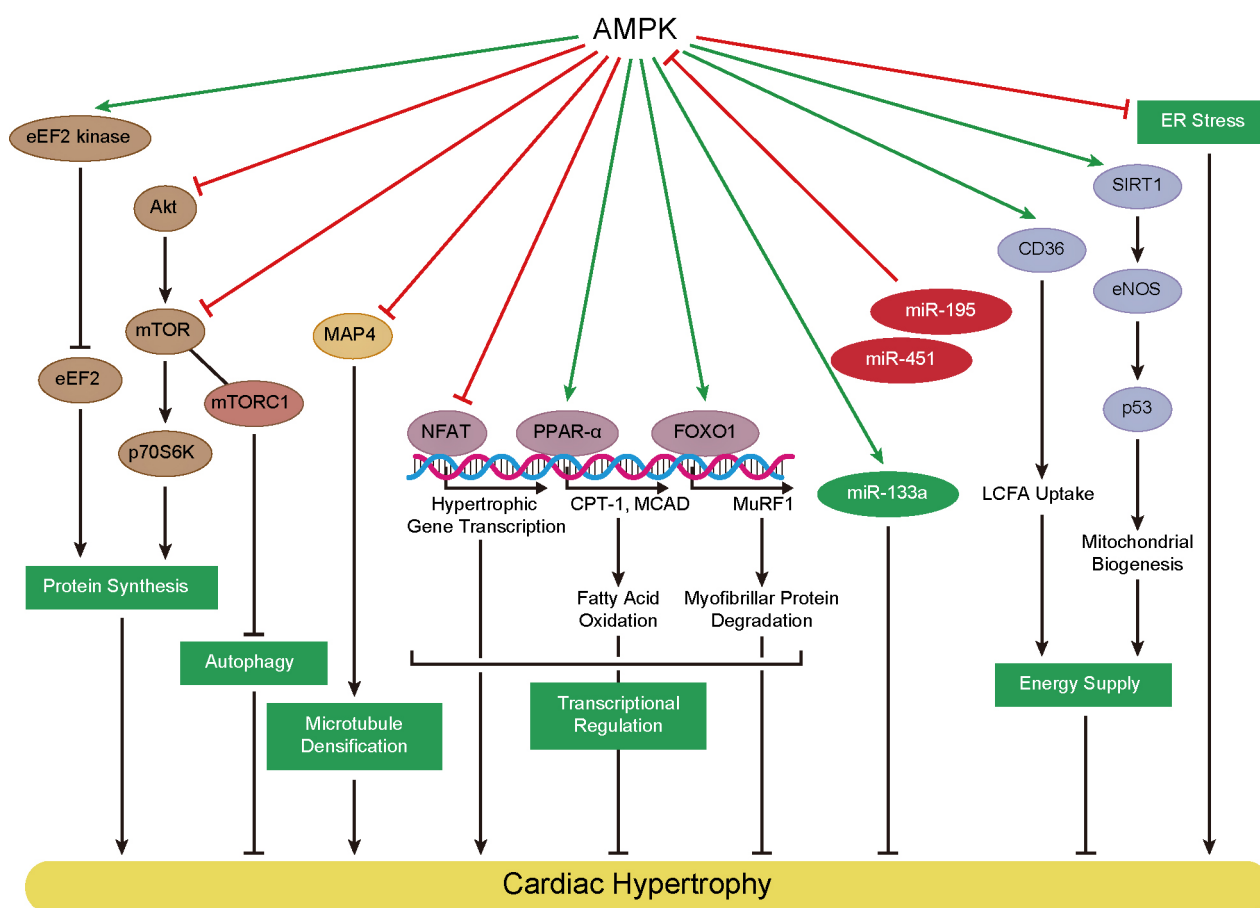 AMPK
eEF2 kinase
ER Stress
Akt
SIRT1
CD36
eNOS
miR-195
mTOR
MAP4
miR-451
eEF2
mTORC1
p53
NFAT
PPAR-α
FOXO1
p70S6K
miR-133a
LCFA Uptake
Hypertrophic
Gene Transcription
CPT-1, MCAD
MuRF1
Mitochondrial
Biogenesis
Protein Synthesis
Fatty Acid
Oxidation
Myofibrillar Protein
Degradation
Autophagy
Energy Supply
Transcriptional
Regulation
Microtubule
Densification
Cardiac Hypertrophy